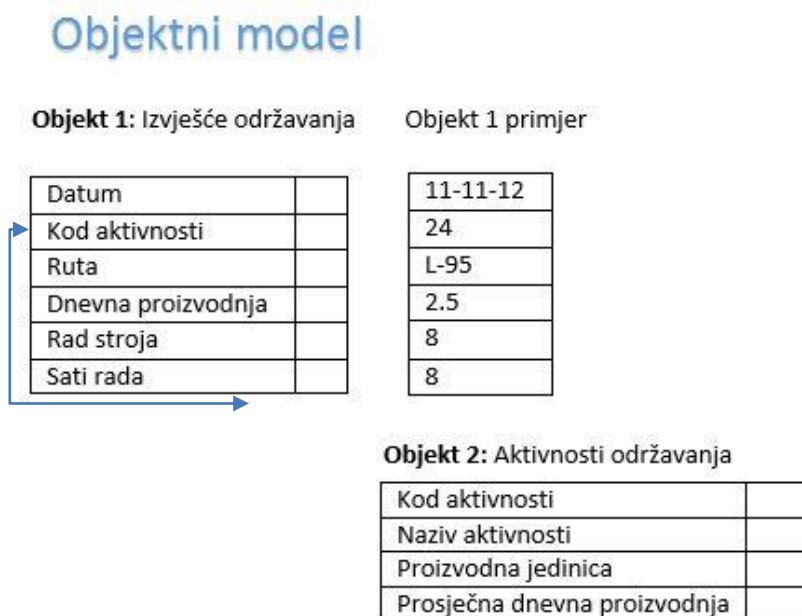 Objektni model
Objekt 1: Izvješće održavanja
Objekt 1 primjer
Datum
Kod aktivnosti
Ruta
Dnevna proizvodnja
Rad stroja
Sati rada
11-11-12
24
L-95
2.5
8
8
Objekt 2: Aktivnosti održavanja
Kod aktivnosti
Naziv aktivnosti
Proizvodna jedinica
Prosječna dnevna proizvodnja